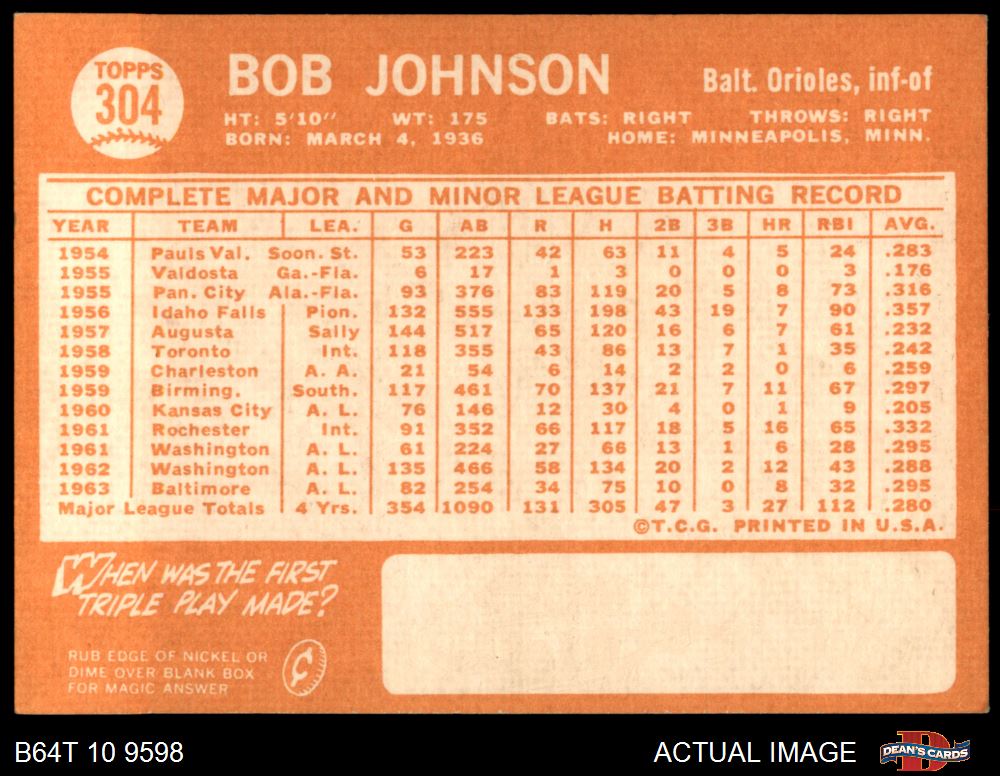 TOPPS
304
BOB JOHNSON
Balt. Orioles, inf-of
HT: 5'10" WT: 175 BATS: RIGHT THROWS: RIGHT
BORN: MARCH 4, 1936 HOME: MINNEAPOLIS, MINN.
COMPLETE MAJOR AND MINOR LEAGUE BATTING RECORD
YEAR TEAM LEA. G AB R H 2B 3B HR RBI AVG.
1954 Pauls Val. Soon. St. 53 223 42 63 11 4 5 24 .283
1955 Valdosta Ga.-Fla. 6 17 1 3 0 0 0 3 .176
1955 Pan. City Ala.-Fla. 93 376 83 119 20 5 8 73 .316
1956 Idaho Falls Pion. 132 555 133 198 43 19 7 90 .357
1957 Augusta Sally 144 517 65 120 16 6 7 61 .232
1958 Toronto Int. 118 355 43 86 13 7 1 35 .242
1959 Charleston A. A. 21 54 6 14 2 2 0 6 .259
1959 Birming. South. 117 461 70 137 21 7 11 67 .297
1960 Kansas City A. L. 76 146 12 30 4 0 1 9 .205
1961 Rochester Int. 91 352 66 117 18 5 16 65 .332
1961 Washington A. L. 61 224 27 66 13 1 6 28 .295
1962 Washington A. L. 135 466 58 134 20 2 12 43 .288
1963 Baltimore A. L. 82 254 34 75 10 0 8 32 .295
Major League Totals 4 Yrs. 354 1090 131 305 47 3 27 112 .280
©T.C.G. PRINTED IN U.S.A.
WHEN WAS THE FIRST
TRIPLE PLAY MADE?
RUB EDGE OF NICKEL OR
DIME OVER BLANK BOX
FOR MAGIC ANSWER
¢
B64T 10 9598
ACTUAL IMAGE
D
DEAN'S CARDS